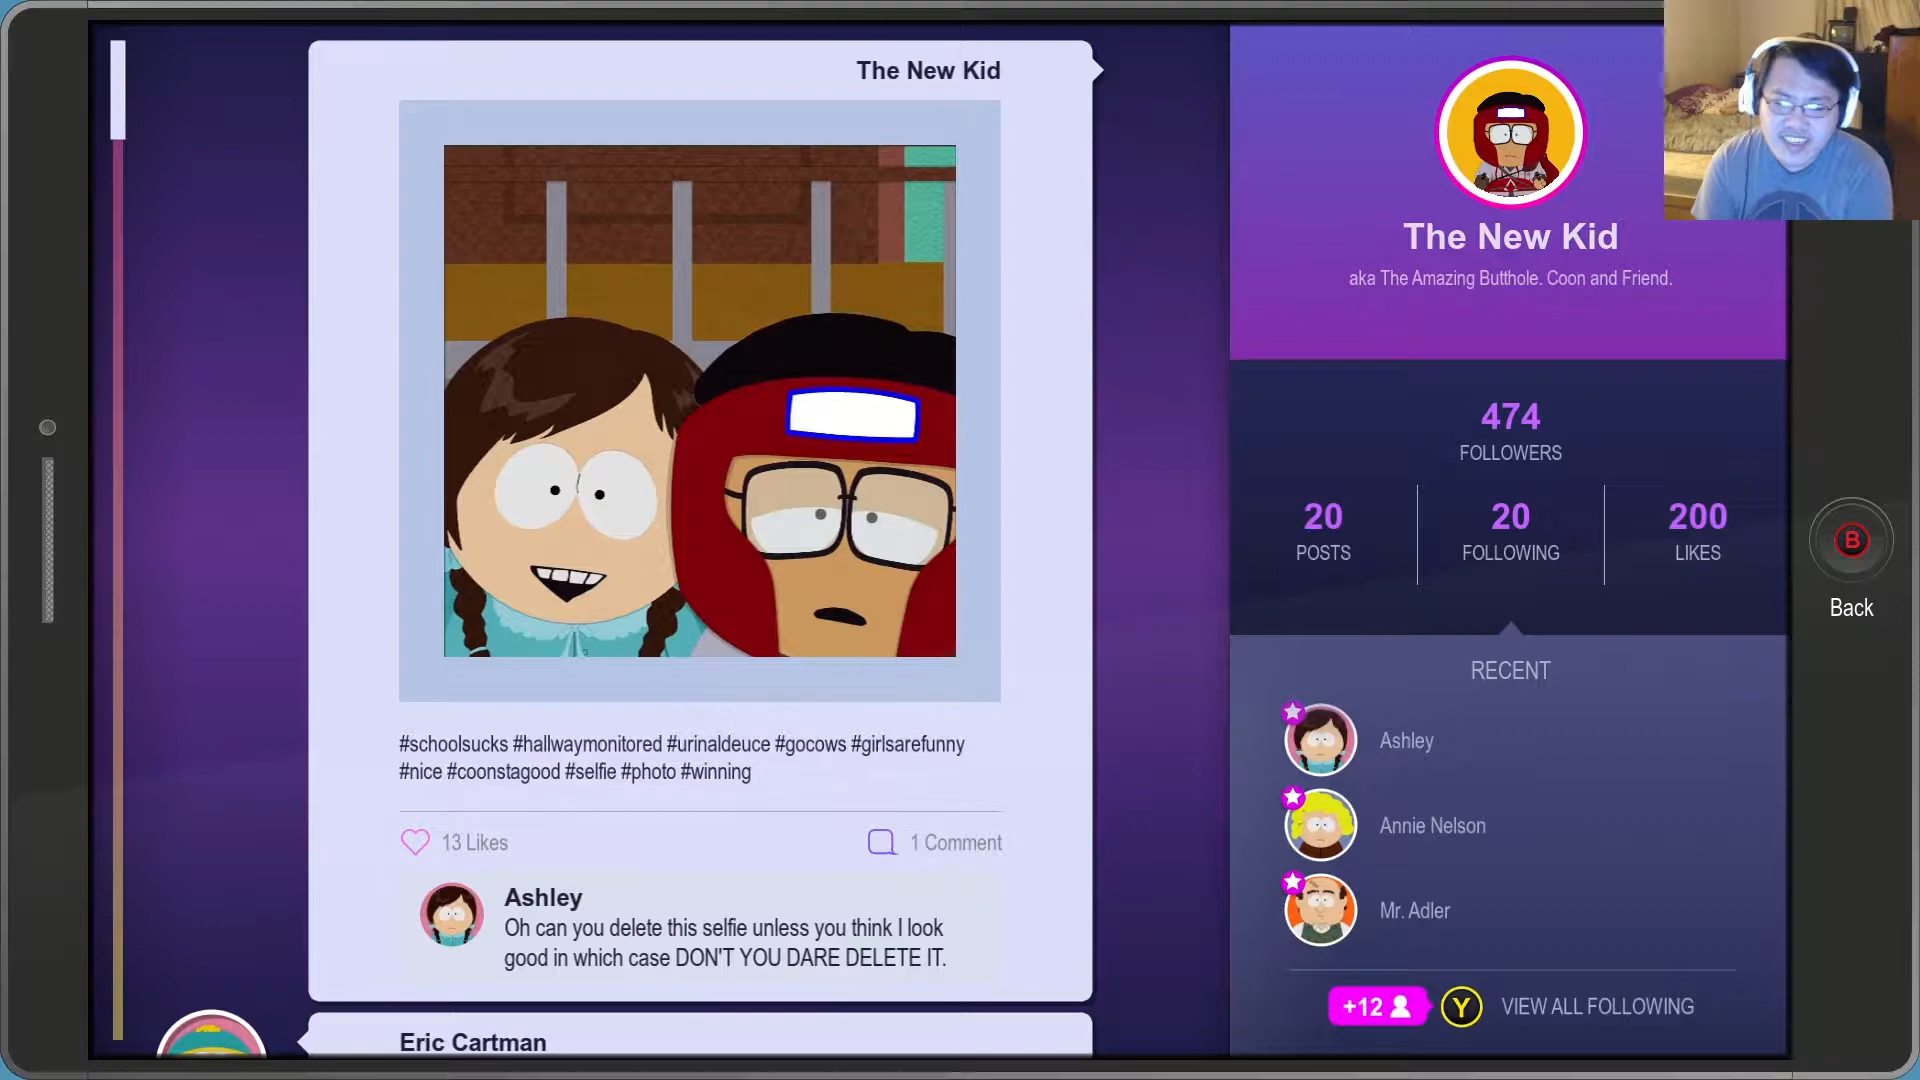 The New Kid
#schoolsucks #hallwaymonitored #urinaldeuce #gocows #girlsarefunny
#nice #coonstagood #selfie #photo #winning
13 Likes
1 Comment
Ashley
Oh can you delete this selfie unless you think I look
good in which case DON'T YOU DARE DELETE IT.
Eric Cartman
The New Kid
aka The Amazing Butthole. Coon and Friend.
474
FOLLOWERS
20
POSTS
20
FOLLOWING
200
LIKES
RECENT
Ashley
Annie Nelson
Mr. Adler
+12
Y
VIEW ALL FOLLOWING
B
Back